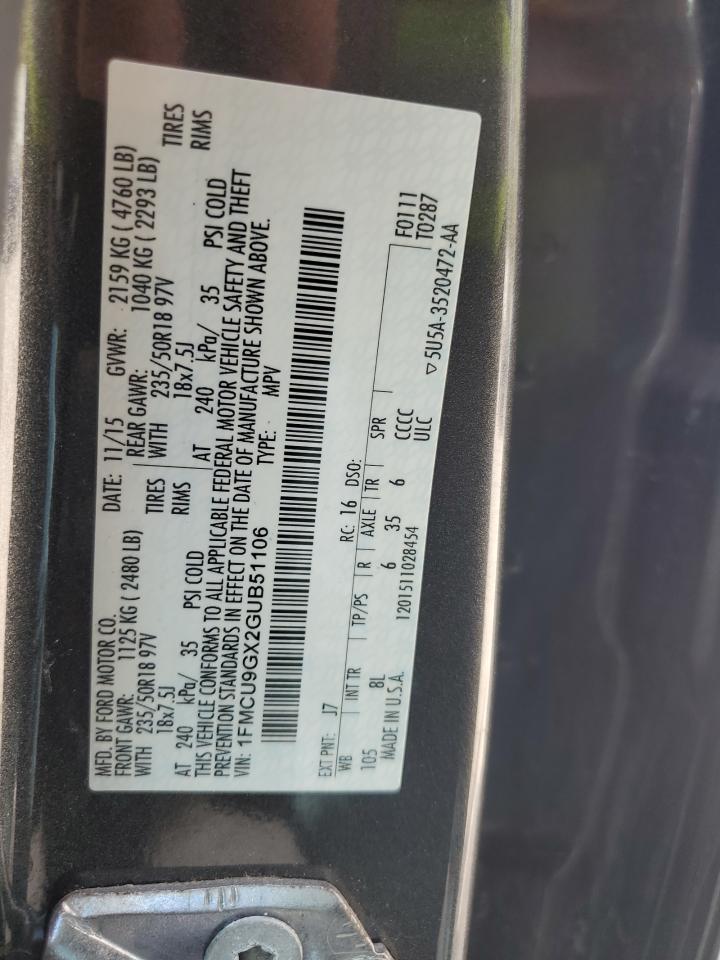 MFD. BY FORD MOTOR CO.
DATE: 11/15 GVWR: 2159 KG ( 4760 LB)
FRONT GAWR: 1125 KG ( 2480 LB)
REAR GAWR: 1040 KG ( 2293 LB)
WITH 235/50R18 97V TIRES
WITH 235/50R18 97V TIRES
18x7.5J RIMS
18x7.5J RIMS
AT 240 kPa/ 35 PSI COLD
AT 240 kPa/ 35 PSI COLD
THIS VEHICLE CONFORMS TO ALL APPLICABLE FEDERAL MOTOR VEHICLE SAFETY AND THEFT
PREVENTION STANDARDS IN EFFECT ON THE DATE OF MANUFACTURE SHOWN ABOVE.
VIN: 1FMCU9GX2GUB51106 TYPE: MPV
EXT PNT: J7 RC: 16 DSO:
WB INT TR TP/PS R AXLE TR SPR F0111
105 8L 6 35 6 CCCC T0287
MADE IN U.S.A. 1201511028454 ULC ▽5U5A-3520472-AA